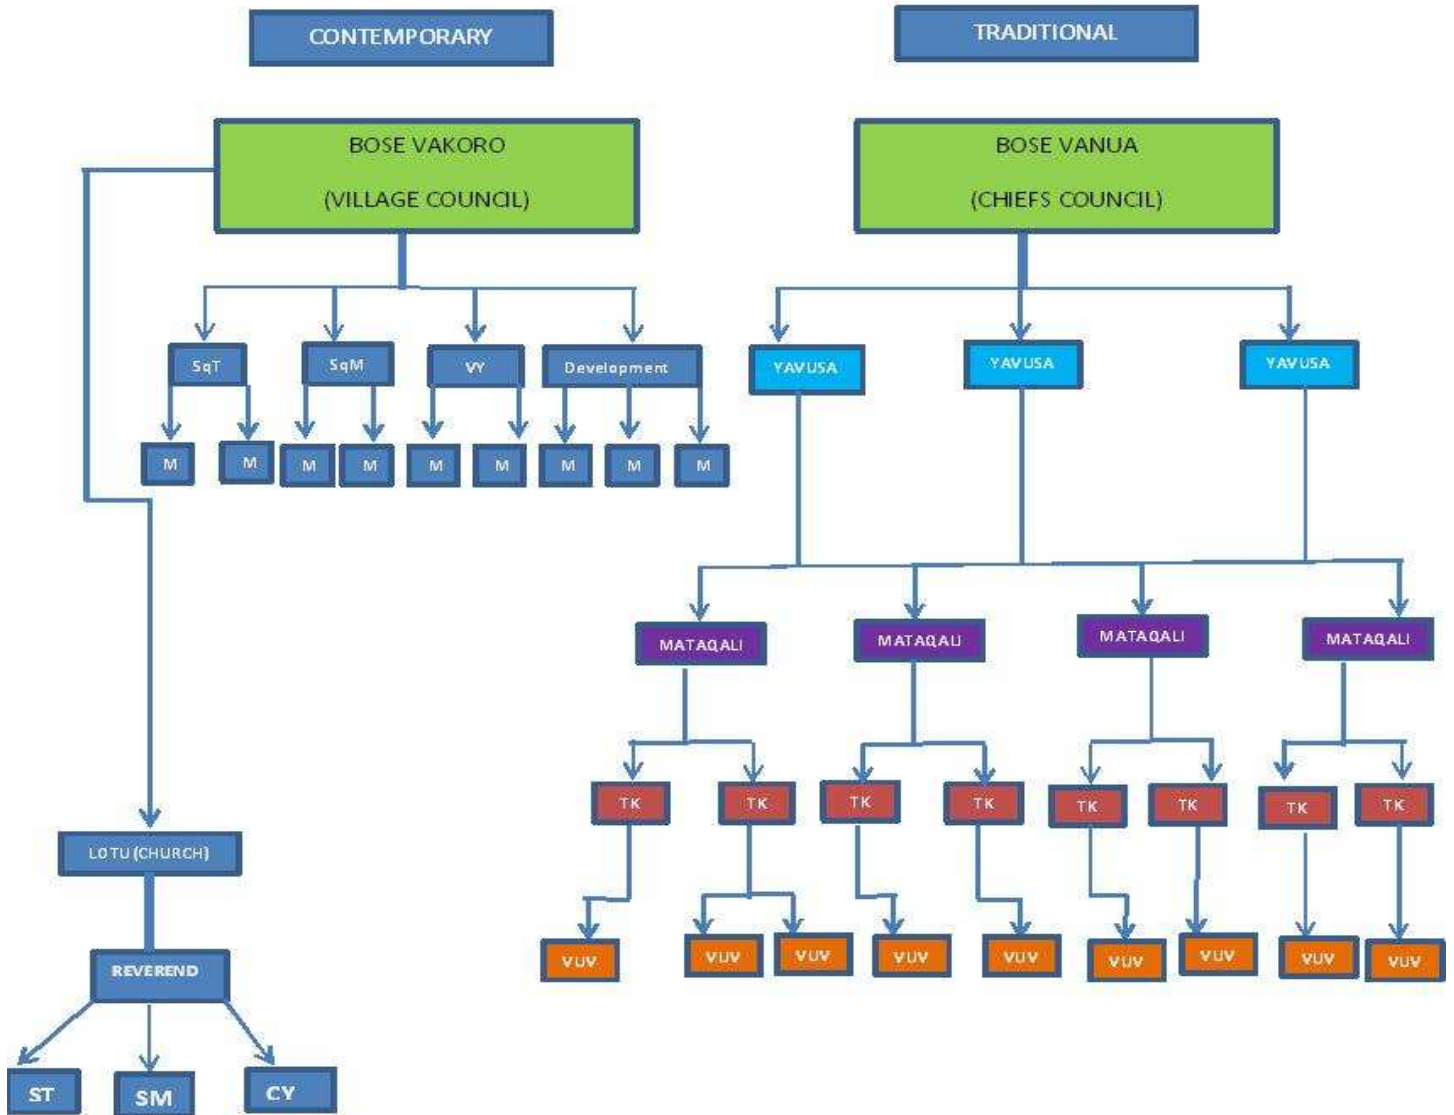 CONTEMPORARY
TRADITIONAL
BOSE VAKORO
(VILLAGE COUNCIL)
BOSE VANUA
(CHIEFS COUNCIL)
SqT
SqM
VY
Development
YAVUSA
YAVUSA
YAVUSA
M
M
M
M
M
M
M
M
M
MATAQALI
MATAQALI
MATAQALI
MATAQALI
TK
TK
TK
TK
TK
TK
TK
TK
LOTU (CHURCH)
VUV
VUV
VUV
VUV
VUV
VUV
VUV
VUV
VUV
REVEREND
ST
SM
CY